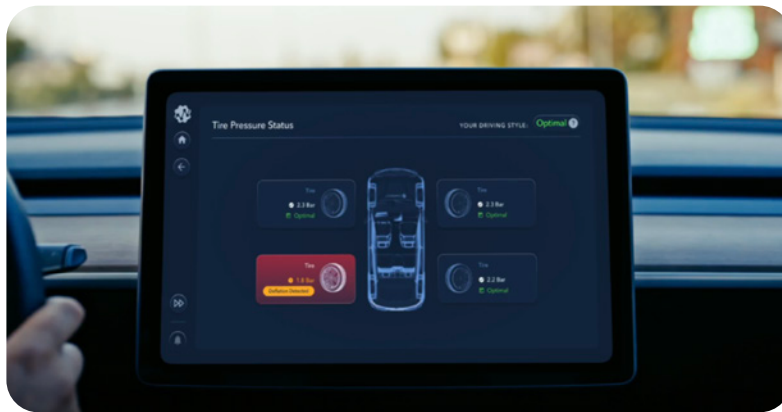 Tire Pressure Status
YOUR DRIVING STYLE: Optimal ?
Tire
2.3 Bar
Optimal
Tire
2.3 Bar
Optimal
Tire
1.8 Bar
Deflation Detected
Tire
2.2 Bar
Optimal